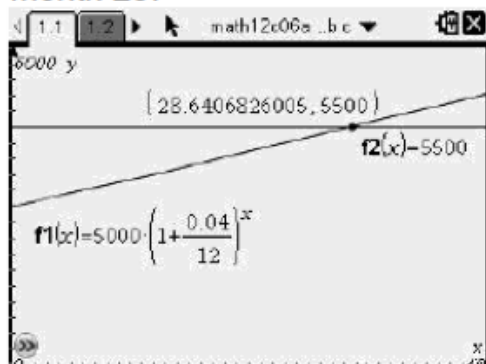 1.1 1.2 math12c06a ..b c
6000 y
(28.6406826005,5500)
f2(x)=5500
f1(x)=5000·(1+0.04/12)^x
x